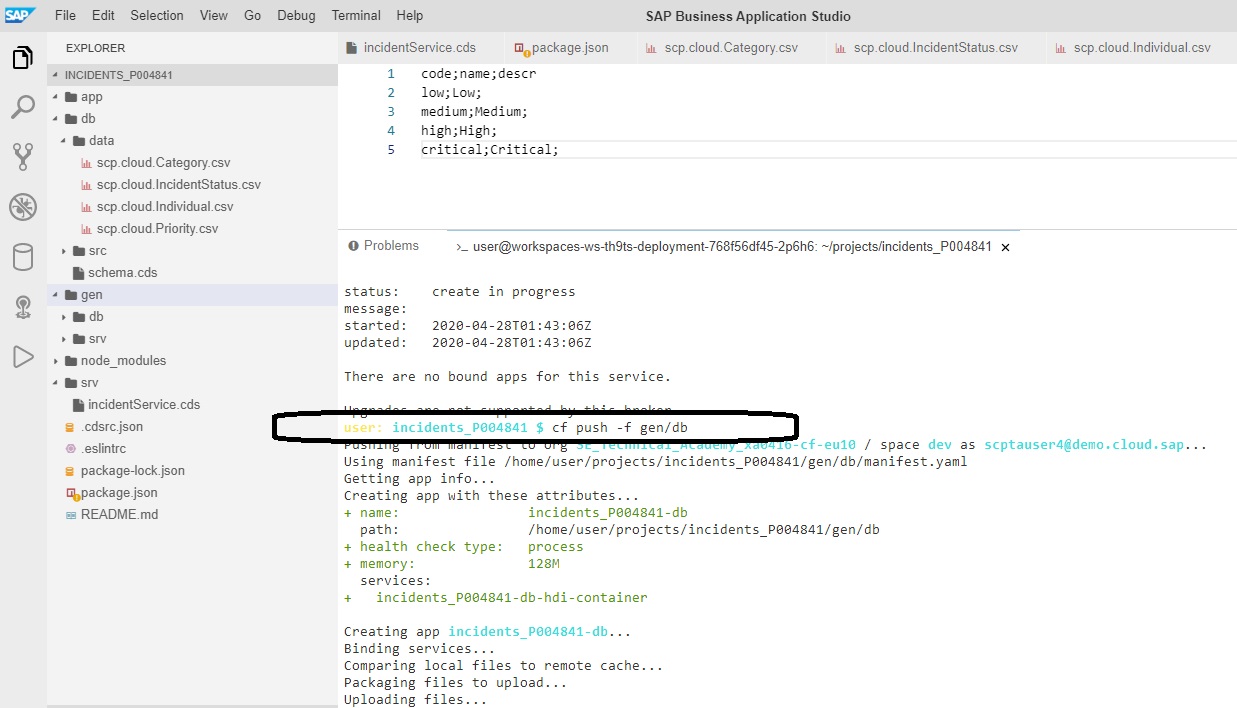 SAP File Edit Selection View Go Debug Terminal Help SAP Business Application Studio
EXPLORER
INCIDENTS_P004841
app
db
data
scp.cloud.Category.csv
scp.cloud.IncidentStatus.csv
scp.cloud.Individual.csv
scp.cloud.Priority.csv
src
schema.cds
gen
db
srv
node_modules
srv
incidentService.cds
.cdsrc.json
.eslintrc
package-lock.json
package.json
README.md
incidentService.cds package.json scp.cloud.Category.csv scp.cloud.IncidentStatus.csv scp.cloud.Individual.csv
1 code;name;descr
2 low;Low;
3 medium;Medium;
4 high;High;
5 critical;Critical;
Problems >_ user@workspaces-ws-th9ts-deployment-768f56df45-2p6h6: ~/projects/incidents_P004841 ×
status: create in progress
message:
started: 2020-04-28T01:43:06Z
updated: 2020-04-28T01:43:06Z
There are no bound apps for this service.
Upgrades are not supported by this broker.
user: incidents_P004841 $ cf push -f gen/db
Pushing from manifest to org SE_Technical_Academy_xa0416-cf-eu10 / space dev as scptauser4@demo.cloud.sap...
Using manifest file /home/user/projects/incidents_P004841/gen/db/manifest.yaml
Getting app info...
Creating app with these attributes...
+ name: incidents_P004841-db
path: /home/user/projects/incidents_P004841/gen/db
+ health check type: process
+ memory: 128M
services:
+ incidents_P004841-db-hdi-container
Creating app incidents_P004841-db...
Binding services...
Comparing local files to remote cache...
Packaging files to upload...
Uploading files...